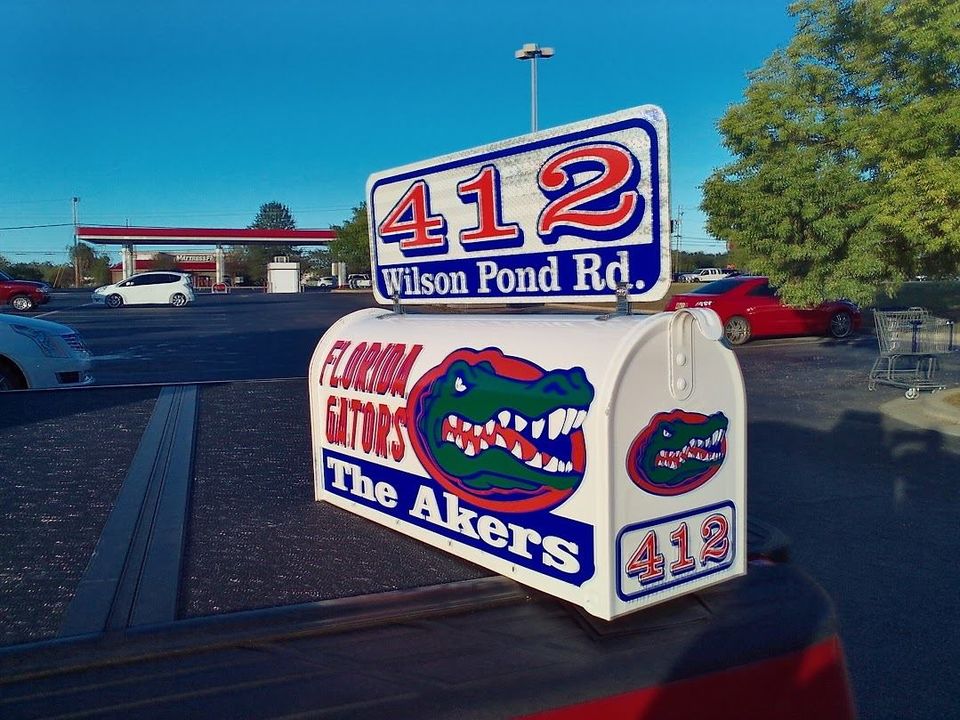 412
Wilson Pond Rd.
FLORIDA
GATORS
The Akers
412